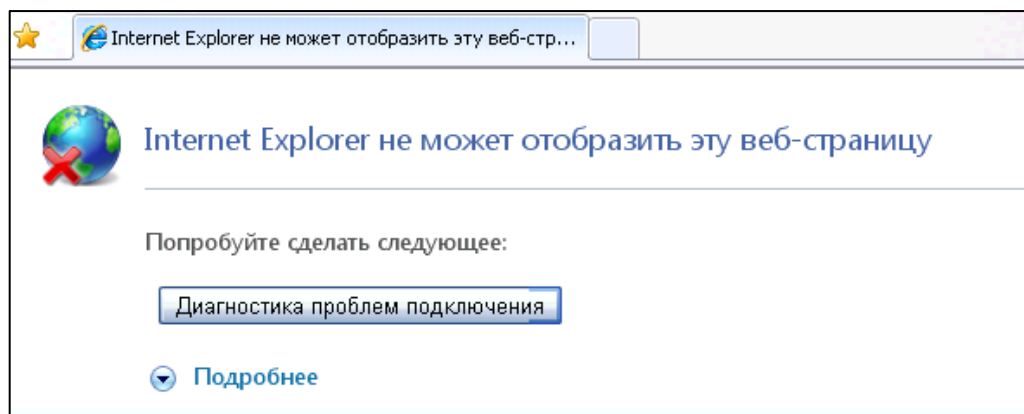 Internet Explorer не может отобразить эту веб-стр...
Internet Explorer не может отобразить эту веб-страницу
Попробуйте сделать следующее:
Диагностика проблем подключения
Подробнее